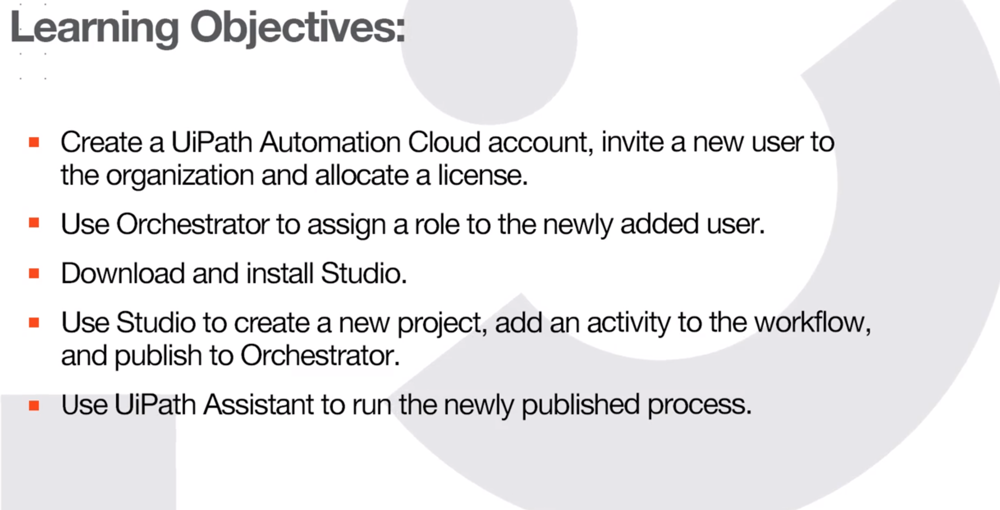 Learning Objectives:
Create a UiPath Automation Cloud account, invite a new user to
the organization and allocate a license.
Use Orchestrator to assign a role to the newly added user.
Download and install Studio.
Use Studio to create a new project, add an activity to the workflow,
and publish to Orchestrator.
Use UiPath Assistant to run the newly published process.